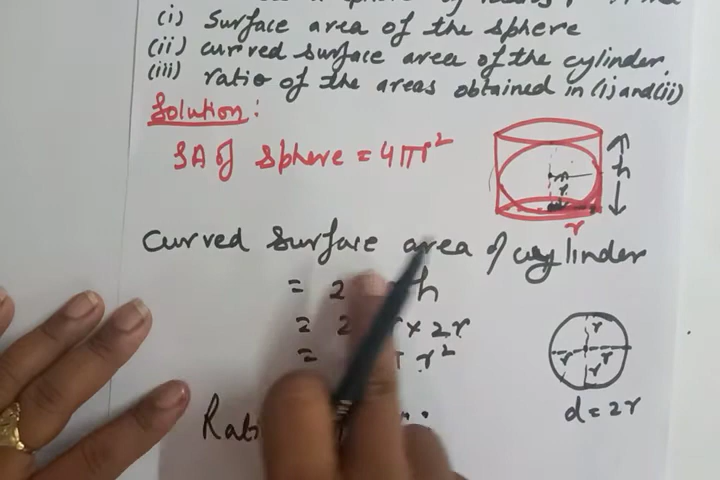 (i) Surface area of the sphere
(ii) curved surface area of the cylinder,
(iii) ratio of the areas obtained in (i) and (ii)
Solution:
SA of Sphere = 4πr²
h
r
r
Curved Surface area of cylinder
= 2 h
= 2 r × 2r
= π r²
r
r r
r
d = 2r